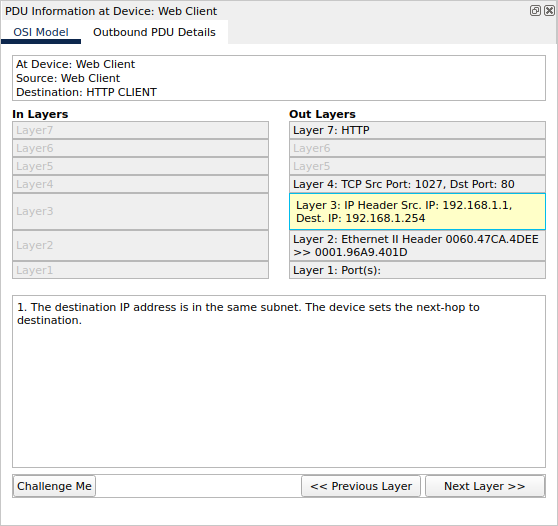 PDU Information at Device: Web Client
OSI Model
Outbound PDU Details
At Device: Web Client
Source: Web Client
Destination: HTTP CLIENT
In Layers
Layer7
Layer6
Layer5
Layer4
Layer3
Layer2
Layer1
Out Layers
Layer 7: HTTP
Layer6
Layer5
Layer 4: TCP Src Port: 1027, Dst Port: 80
Layer 3: IP Header Src. IP: 192.168.1.1,
Dest. IP: 192.168.1.254
Layer 2: Ethernet II Header 0060.47CA.4DEE
>> 0001.96A9.401D
Layer 1: Port(s):
1. The destination IP address is in the same subnet. The device sets the next-hop to
destination.
Challenge Me
<< Previous Layer
Next Layer >>